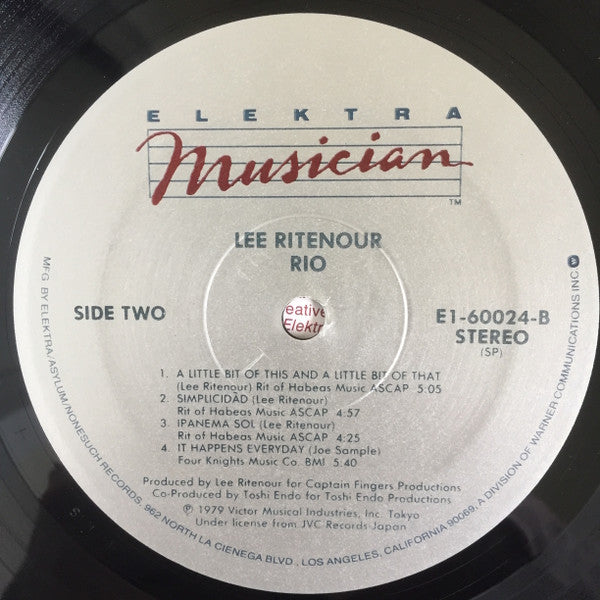 ELEKTRA
Musician
TM
LEE RITENOUR
RIO
SIDE TWO
E1-60024-B
STEREO
(SP)
eative
Elektr
1. A LITTLE BIT OF THIS AND A LITTLE BIT OF THAT
(Lee Ritenour) Rit of Habeas Music ASCAP 5:05
2. SIMPLICIDAD (Lee Ritenour)
Rit of Habeas Music ASCAP 4:57
3. IPANEMA SOL (Lee Ritenour)
Rit of Habeas Music ASCAP 4:25
4. IT HAPPENS EVERYDAY (Joe Sample)
Four Knights Music Co. BMI 5:40
Produced by Lee Ritenour for Captain Fingers Productions
Co-Produced by Toshi Endo for Toshi Endo Productions
℗ 1979 Victor Musical Industries, Inc. Tokyo
Under license from JVC Records Japan
MFG. BY ELEKTRA/ASYLUM/NONESUCH RECORDS, 962 NORTH LA CIENEGA BLVD., LOS ANGELES, CALIFORNIA 90069, A DIVISION OF WARNER COMMUNICATIONS INC.